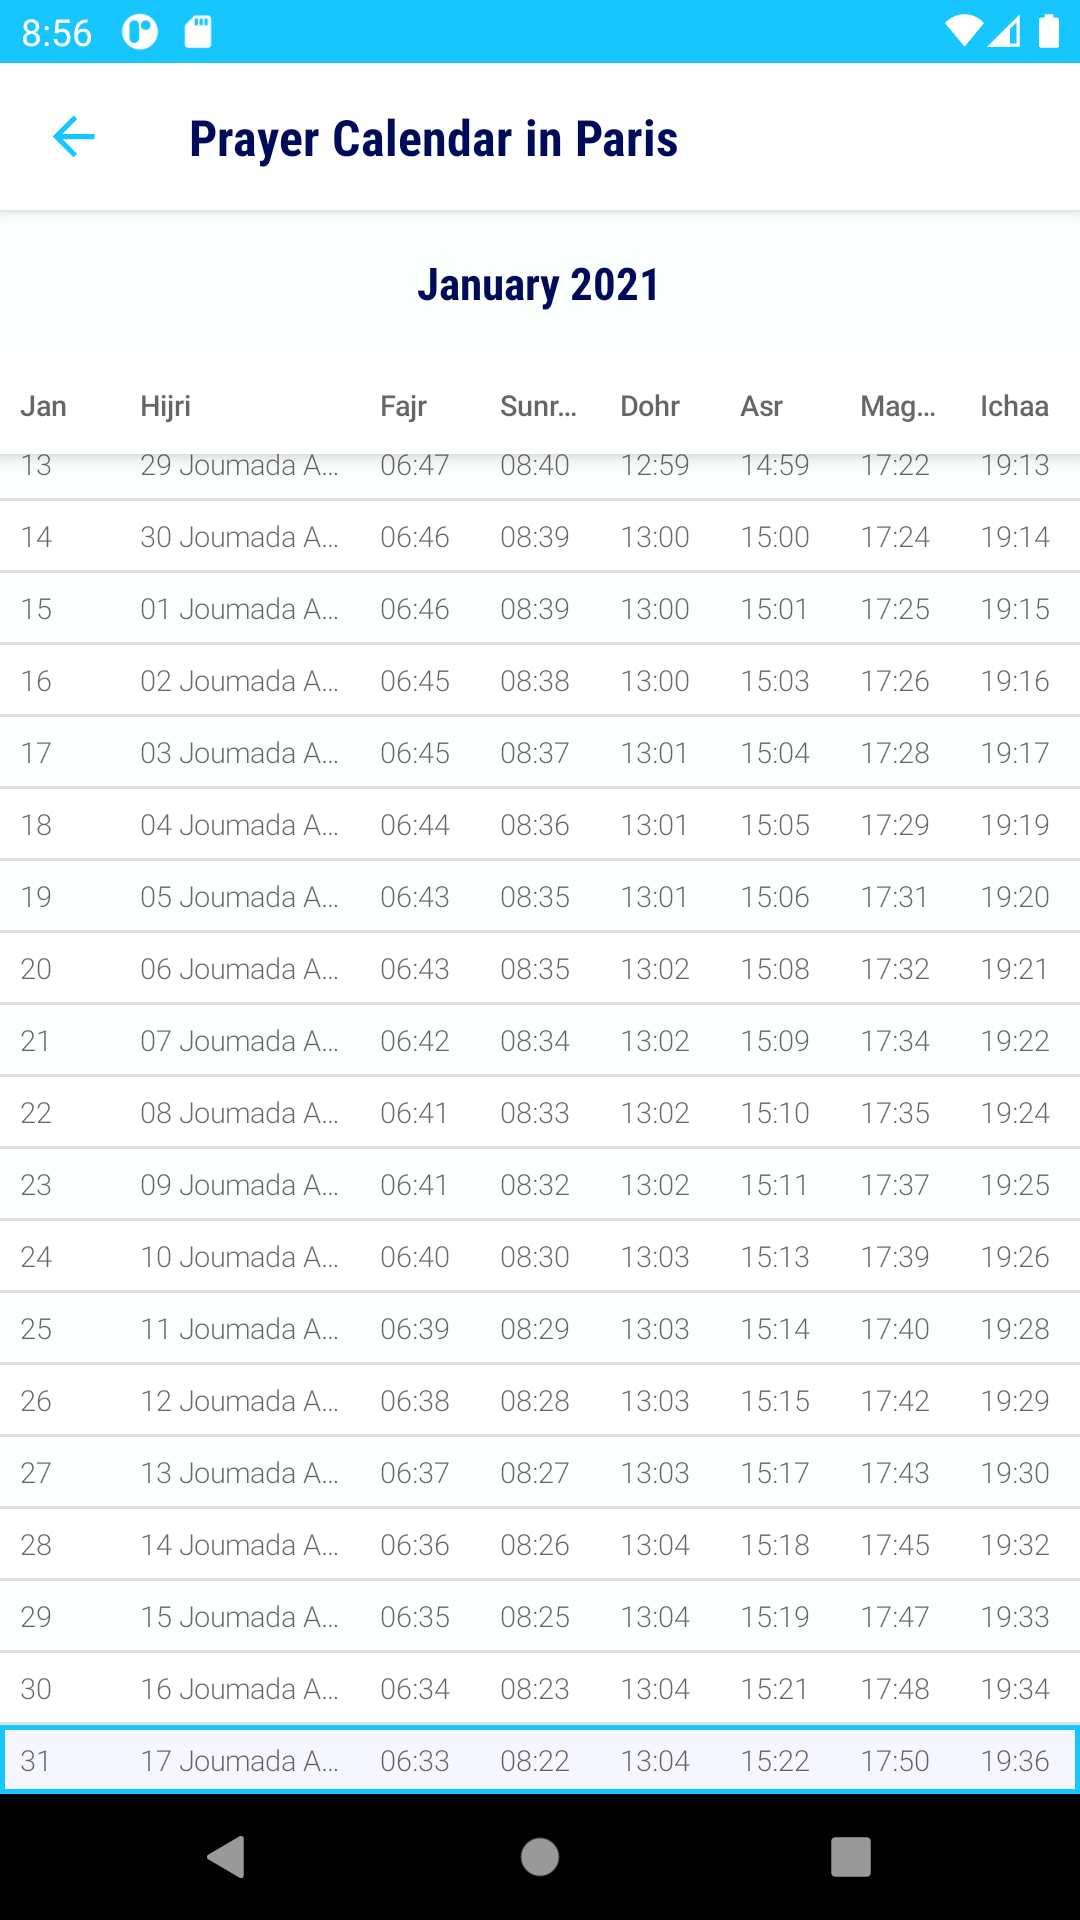 8:56
Prayer Calendar in Paris
January 2021
Jan Hijri Fajr Sunr... Dohr Asr Mag... Ichaa
13 29 Joumada A... 06:47 08:40 12:59 14:59 17:22 19:13
14 30 Joumada A... 06:46 08:39 13:00 15:00 17:24 19:14
15 01 Joumada A... 06:46 08:39 13:00 15:01 17:25 19:15
16 02 Joumada A... 06:45 08:38 13:00 15:03 17:26 19:16
17 03 Joumada A... 06:45 08:37 13:01 15:04 17:28 19:17
18 04 Joumada A... 06:44 08:36 13:01 15:05 17:29 19:19
19 05 Joumada A... 06:43 08:35 13:01 15:06 17:31 19:20
20 06 Joumada A... 06:43 08:35 13:02 15:08 17:32 19:21
21 07 Joumada A... 06:42 08:34 13:02 15:09 17:34 19:22
22 08 Joumada A... 06:41 08:33 13:02 15:10 17:35 19:24
23 09 Joumada A... 06:41 08:32 13:02 15:11 17:37 19:25
24 10 Joumada A... 06:40 08:30 13:03 15:13 17:39 19:26
25 11 Joumada A... 06:39 08:29 13:03 15:14 17:40 19:28
26 12 Joumada A... 06:38 08:28 13:03 15:15 17:42 19:29
27 13 Joumada A... 06:37 08:27 13:03 15:17 17:43 19:30
28 14 Joumada A... 06:36 08:26 13:04 15:18 17:45 19:32
29 15 Joumada A... 06:35 08:25 13:04 15:19 17:47 19:33
30 16 Joumada A... 06:34 08:23 13:04 15:21 17:48 19:34
31 17 Joumada A... 06:33 08:22 13:04 15:22 17:50 19:36